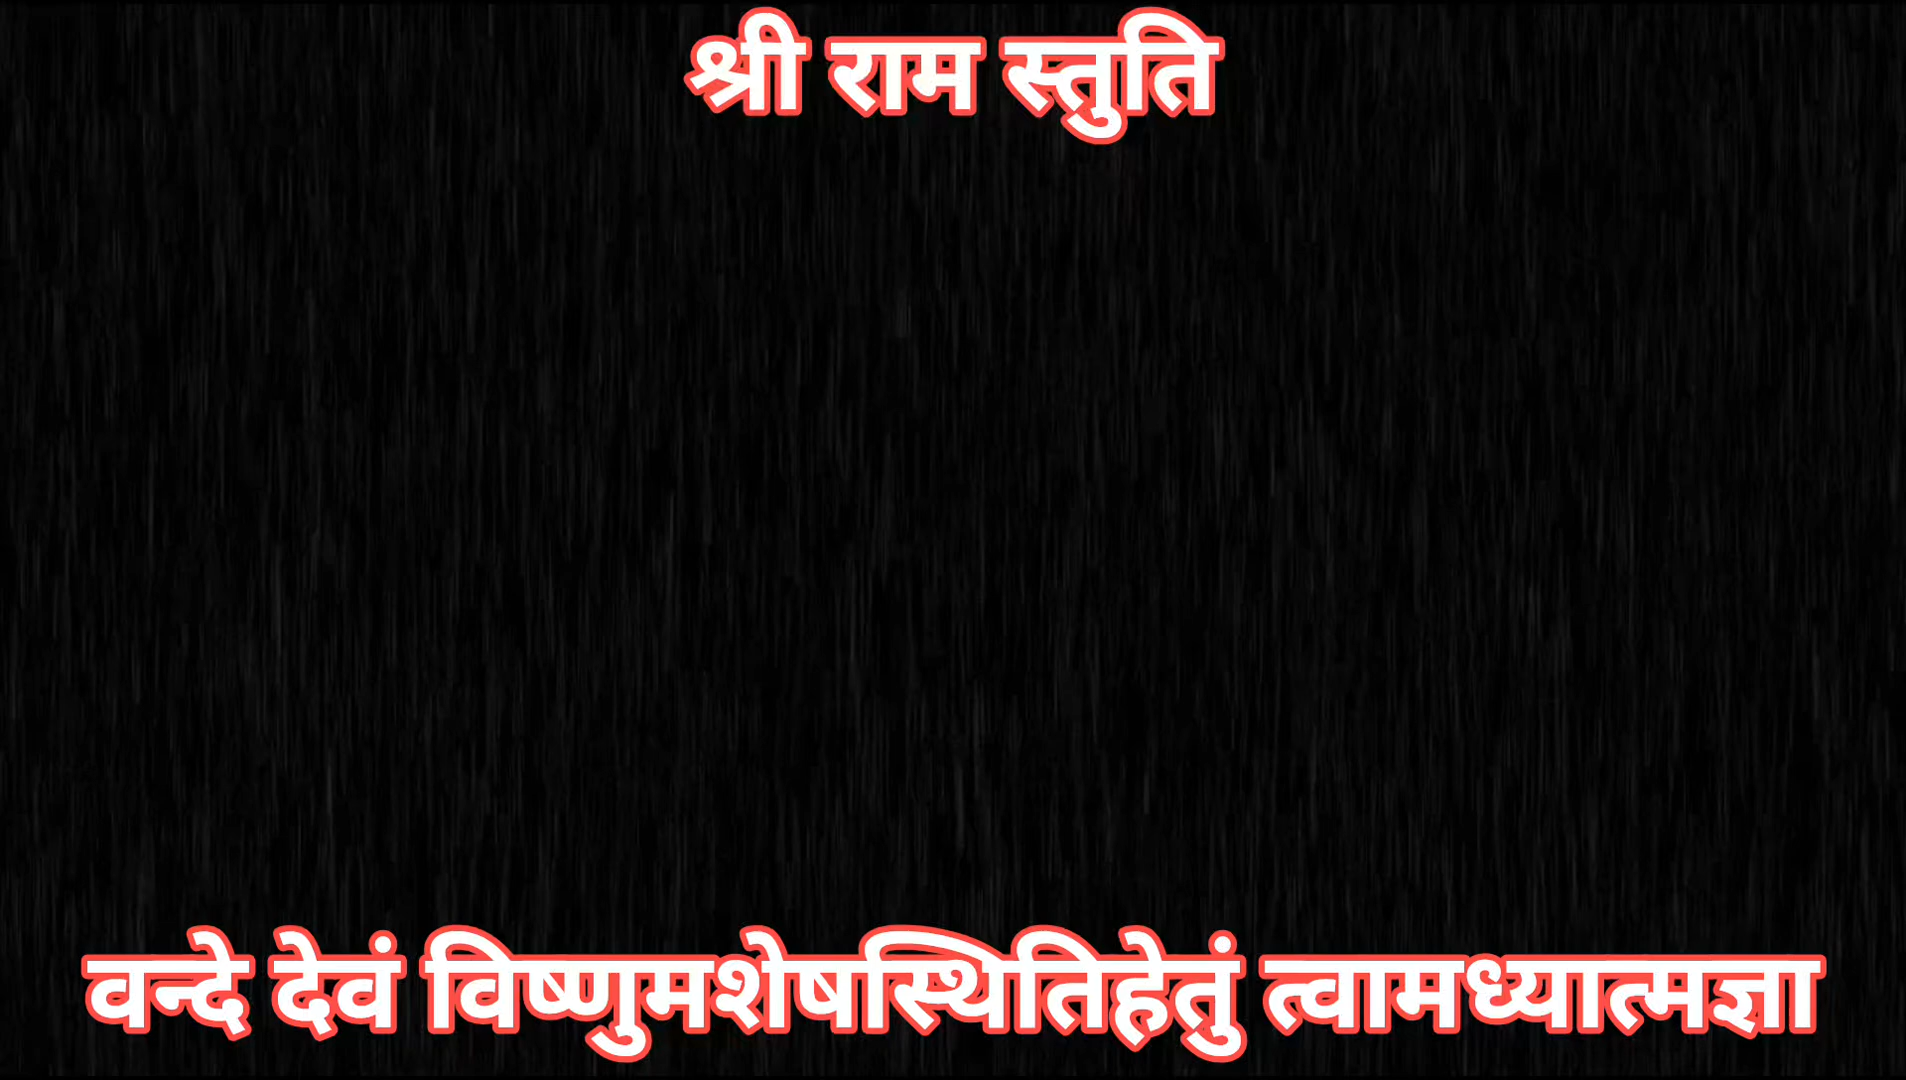 श्री राम स्तुति
वन्दे देवं विष्णुमशेषस्थितिहेतुं त्वामध्यात्मज्ञा